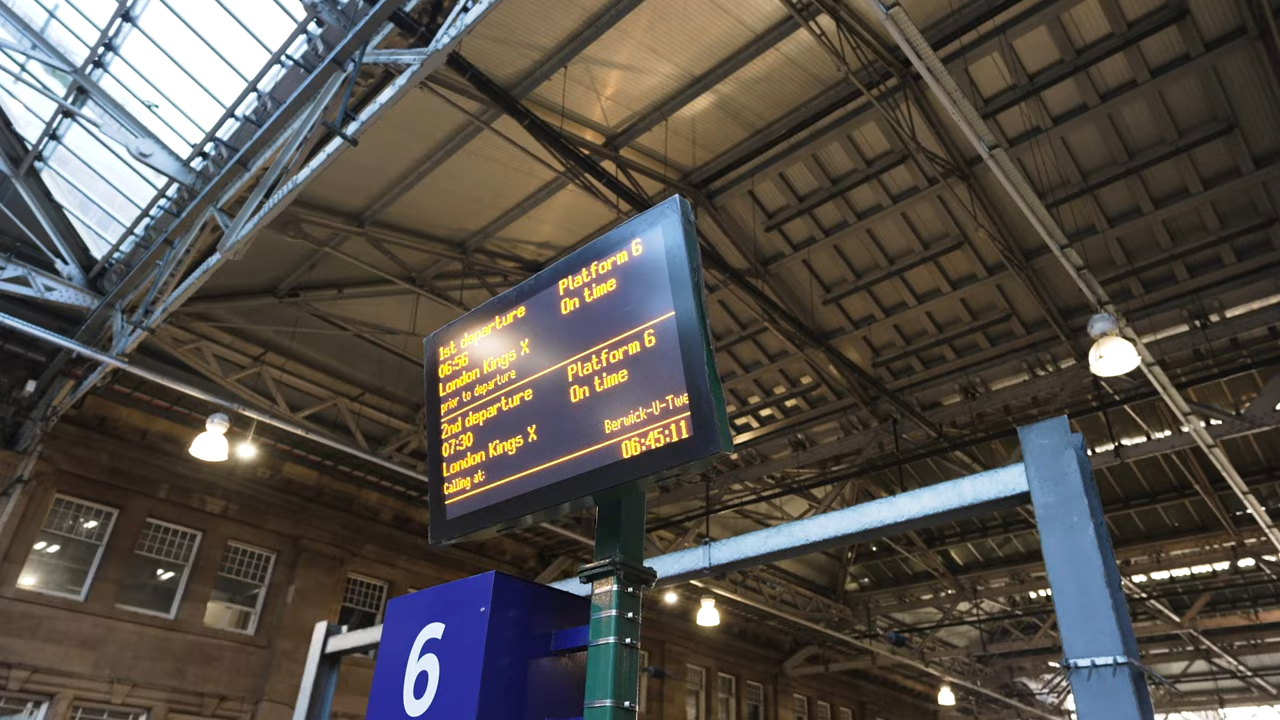 1st departure Platform 6
06:56 On time
London Kings X
prior to departure
2nd departure Platform 6
07:30 On time
London Kings X
Calling at: Berwick-U-Twe
06:45:11
6